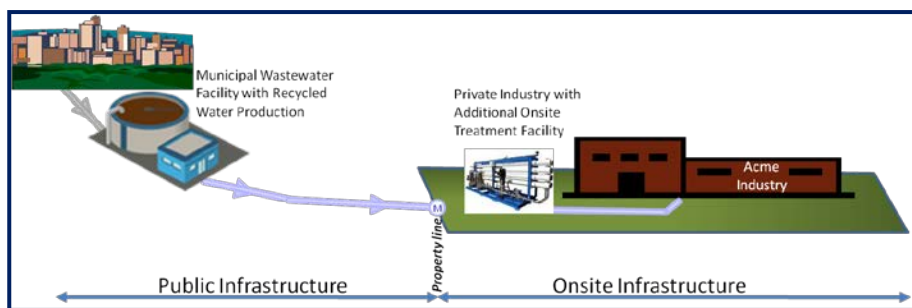 Municipal Wastewater
Facility with Recycled
Water Production
Private Industry with
Additional Onsite
Treatment Facility
Acme
Industry
M
Property line
Public Infrastructure
Onsite Infrastructure